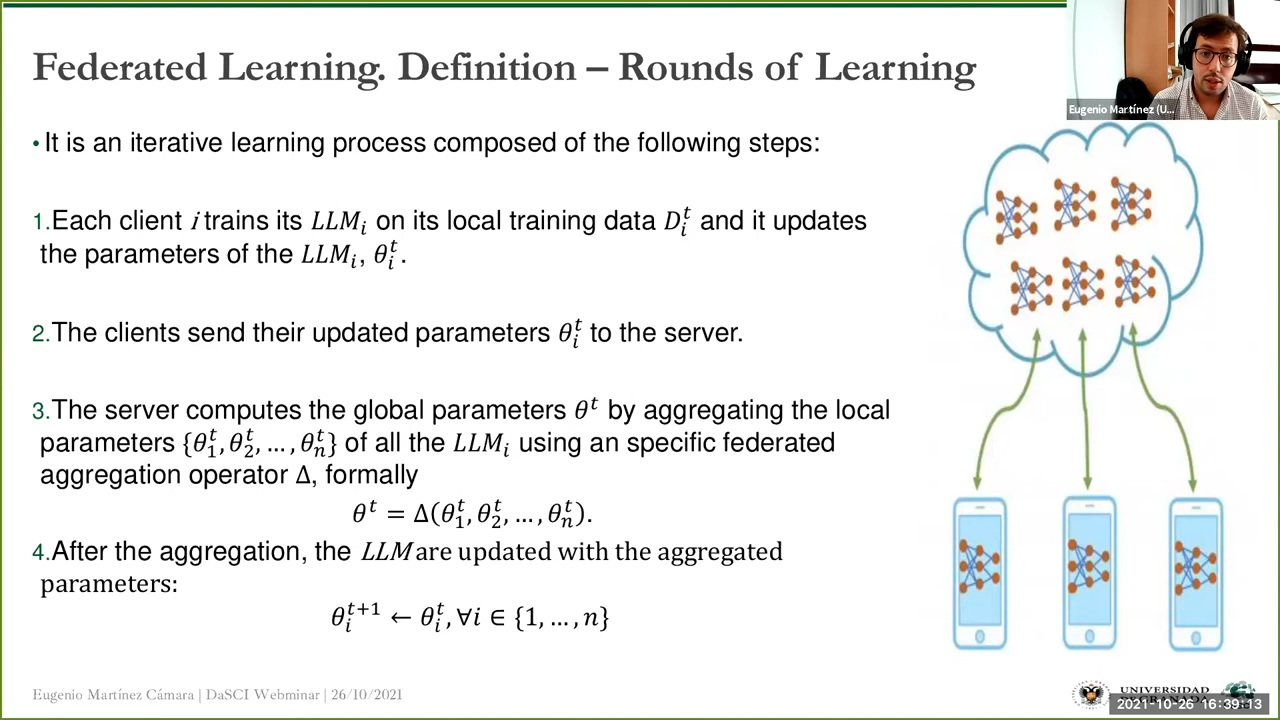 Federated Learning. Definition – Rounds of Learning
Eugenio Martínez (U...
• It is an iterative learning process composed of the following steps:
1.Each client i trains its LLMᵢ on its local training data Dᵢᵗ and it updates
the parameters of the LLMᵢ, θᵢᵗ.
2.The clients send their updated parameters θᵢᵗ to the server.
3.The server computes the global parameters θᵗ by aggregating the local
parameters {θ₁ᵗ, θ₂ᵗ, … , θₙᵗ} of all the LLMᵢ using an specific federated
aggregation operator Δ, formally
θᵗ = Δ(θ₁ᵗ, θ₂ᵗ, … , θₙᵗ).
4.After the aggregation, the LLM are updated with the aggregated
parameters:
θᵢᵗ⁺¹ ← θᵢᵗ, ∀i ∈ {1, … , n}
Eugenio Martínez Cámara | DaSCI Webminar | 26/10/2021
UNIVERSIDAD
2021-10-26 16:39:13